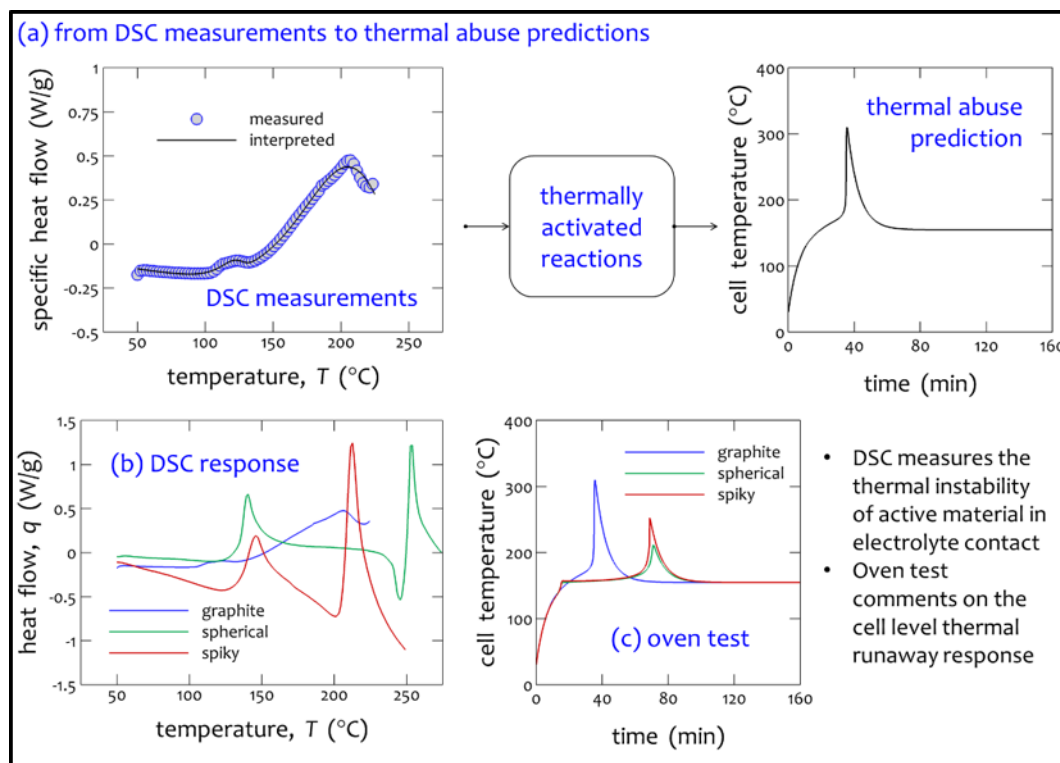 (a) from DSC measurements to thermal abuse predictions
specific heat flow (W/g)
1
0.75
0.5
0.25
0
-0.25
-0.5
measured
interpreted
DSC measurements
50
100
150
200
250
temperature, T (°C)
thermally
activated
reactions
cell temperature (°C)
400
300
200
100
0
thermal abuse
prediction
0
40
80
120
160
time (min)
heat flow, q (W/g)
1.5
1
0.5
0
-0.5
-1
-1.5
(b) DSC response
graphite
spherical
spiky
50
100
150
200
250
temperature, T (°C)
cell temperature (°C)
400
300
200
100
0
graphite
spherical
spiky
(c) oven test
0
40
80
120
160
time (min)
• DSC measures the
thermal instability
of active material in
electrolyte contact
• Oven test
comments on the
cell level thermal
runaway response